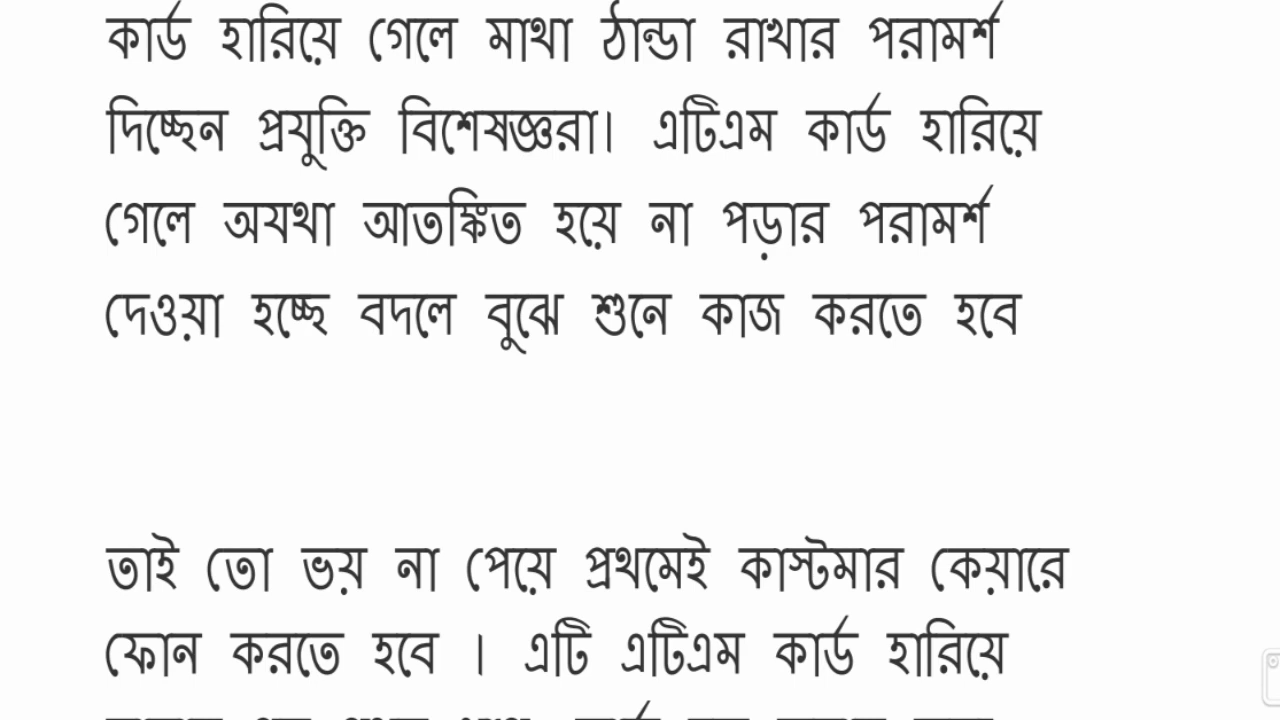 কার্ড হারিয়ে গেলে মাথা ঠান্ডা রাখার পরামর্শ
দিচ্ছেন প্রযুক্তি বিশেষজ্ঞরা। এটিএম কার্ড হারিয়ে
গেলে অযথা আতঙ্কিত হয়ে না পড়ার পরামর্শ
দেওয়া হচ্ছে বদলে বুঝে শুনে কাজ করতে হবে
তাই তো ভয় না পেয়ে প্রথমেই কাস্টমার কেয়ারে
ফোন করতে হবে । এটি এটিএম কার্ড হারিয়ে